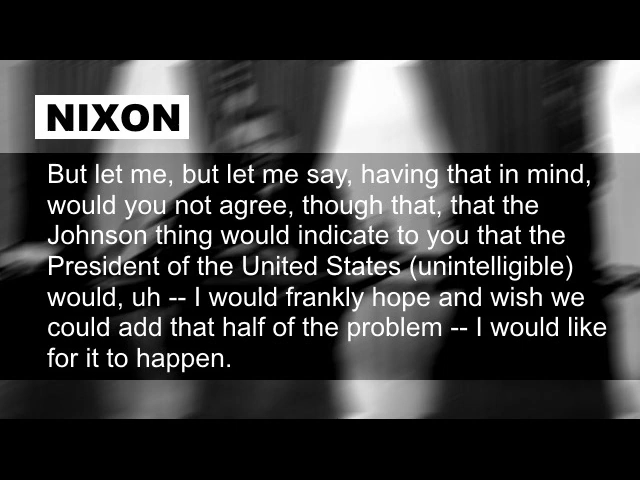 NIXON
But let me, but let me say, having that in mind,
would you not agree, though that, that the
Johnson thing would indicate to you that the
President of the United States (unintelligible)
would, uh -- I would frankly hope and wish we
could add that half of the problem -- I would like
for it to happen.